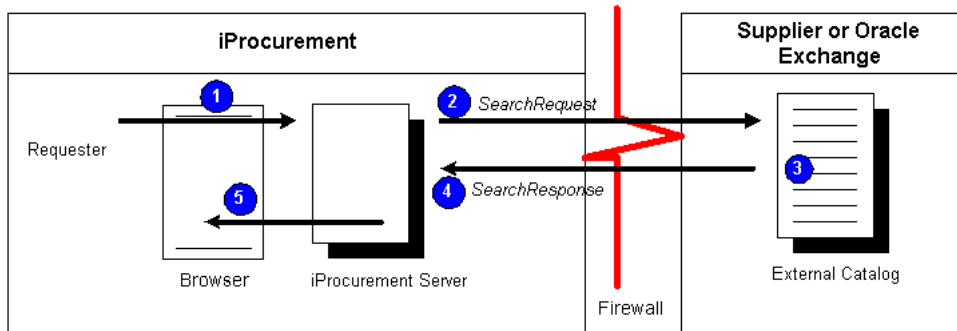 iProcurement
Supplier or Oracle
Exchange
1
2
SearchRequest
Requester
3
4
SearchResponse
5
Browser
iProcurement Server
Firewall
External Catalog